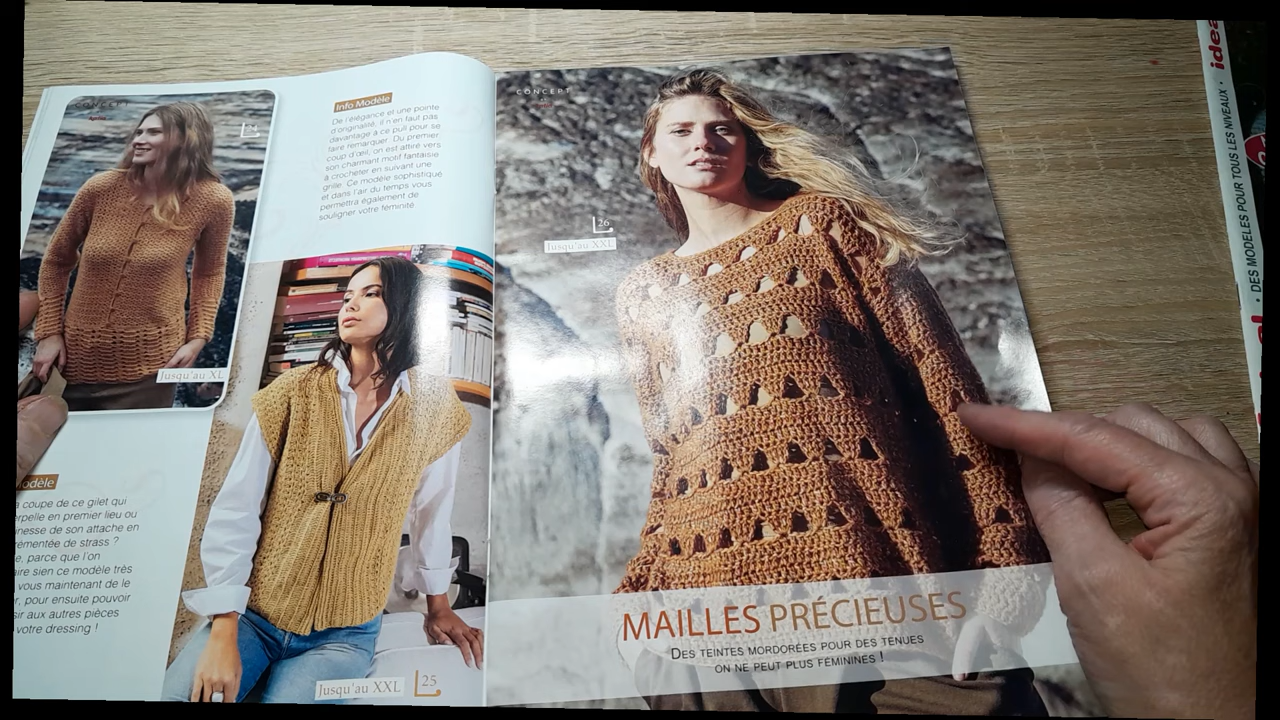 CONCEPT
Jusqu'au XL
Info Modèle
De l'élégance et une pointe
d'originalité, il n'en faut pas
davantage à ce pull pour se
faire remarquer. Du premier
coup d'œil, on est attiré vers
son charmant motif fantaisie
à crocheter en suivant une
grille. Ce modèle sophistiqué
et dans l'air du temps vous
permettra également de
souligner votre féminité.
odèle
a coupe de ce gilet qui
erpelle en premier lieu ou
inesse de son attache en
rémentée de strass ?
e, parce que l'on
aire sien ce modèle très
vous maintenant de le
r, pour ensuite pouvoir
sir aux autres pièces
votre dressing !
Jusqu'au XXL
25
CONCEPT
26
Jusqu'au XXL
MAILLES PRÉCIEUSES
DES TEINTES MORDORÉES POUR DES TENUES
ON NE PEUT PLUS FEMININES !
idea
• DES MODELES POUR TOUS LES NIVEAUX •